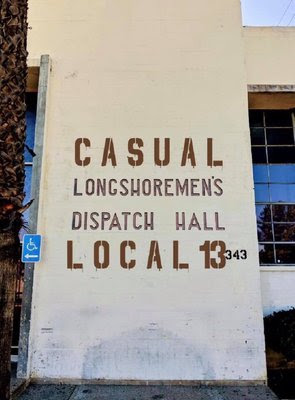 CASUAL
LONGSHOREMEN'S
DISPATCH HALL
LOCAL 13
343